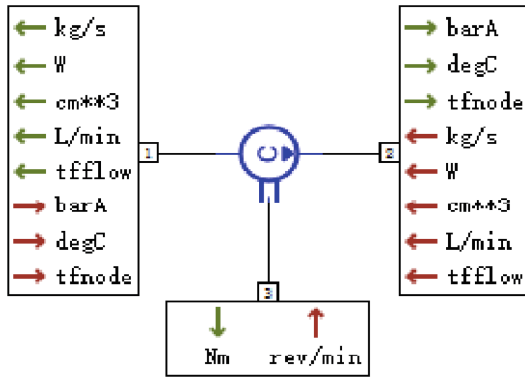 kg/s
W
cm**3
L/min
tfflow
barA
degC
tfnode
1
C
2
barA
degC
tfnode
kg/s
W
cm**3
L/min
tfflow
3
Nm
rev/min